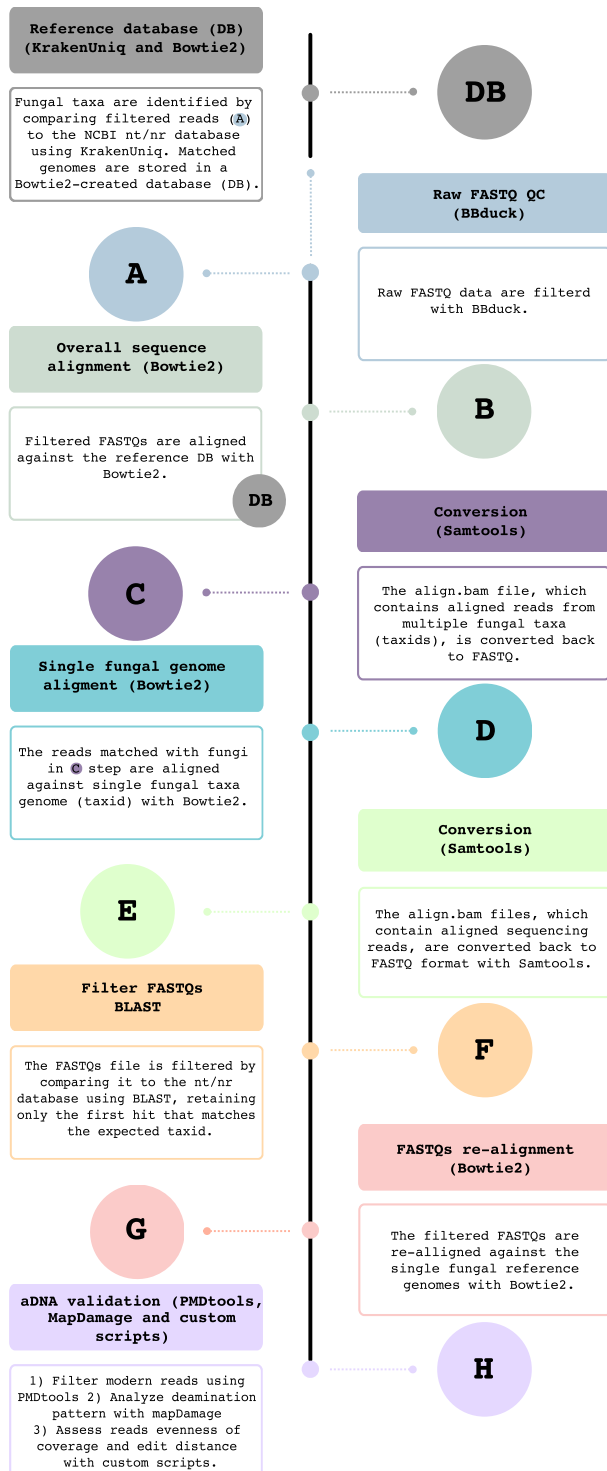 Reference database (DB)
(KrakenUniq and Bowtie2)
Fungal taxa are identified by
comparing filtered reads (A)
to the NCBI nt/nr database
using KrakenUniq. Matched
genomes are stored in a
Bowtie2-created database (DB).
DB
Raw FASTQ QC
(BBduck)
Raw FASTQ data are filterd
with BBduck.
A
Overall sequence
alignment (Bowtie2)
Filtered FASTQs are aligned
against the reference DB with
Bowtie2.
DB
B
Conversion
(Samtools)
The align.bam file, which
contains aligned reads from
multiple fungal taxa
(taxids), is converted back
to FASTQ.
C
Single fungal genome
aligment (Bowtie2)
The reads matched with fungi
in C step are aligned
against single fungal taxa
genome (taxid) with Bowtie2.
D
Conversion
(Samtools)
The align.bam files, which
contain aligned sequencing
reads, are converted back to
FASTQ format with Samtools.
E
Filter FASTQs
BLAST
The FASTQs file is filtered by
comparing it to the nt/nr
database using BLAST, retaining
only the first hit that matches
the expected taxid.
F
FASTQs re-alignment
(Bowtie2)
The filtered FASTQs are
re-alligned against the
single fungal reference
genomes with Bowtie2.
G
aDNA validation (PMDtools,
MapDamage and custom
scripts)
1) Filter modern reads using
PMDtools 2) Analyze deamination
pattern with mapDamage
3) Assess reads evenness of
coverage and edit distance
with custom scripts.
H